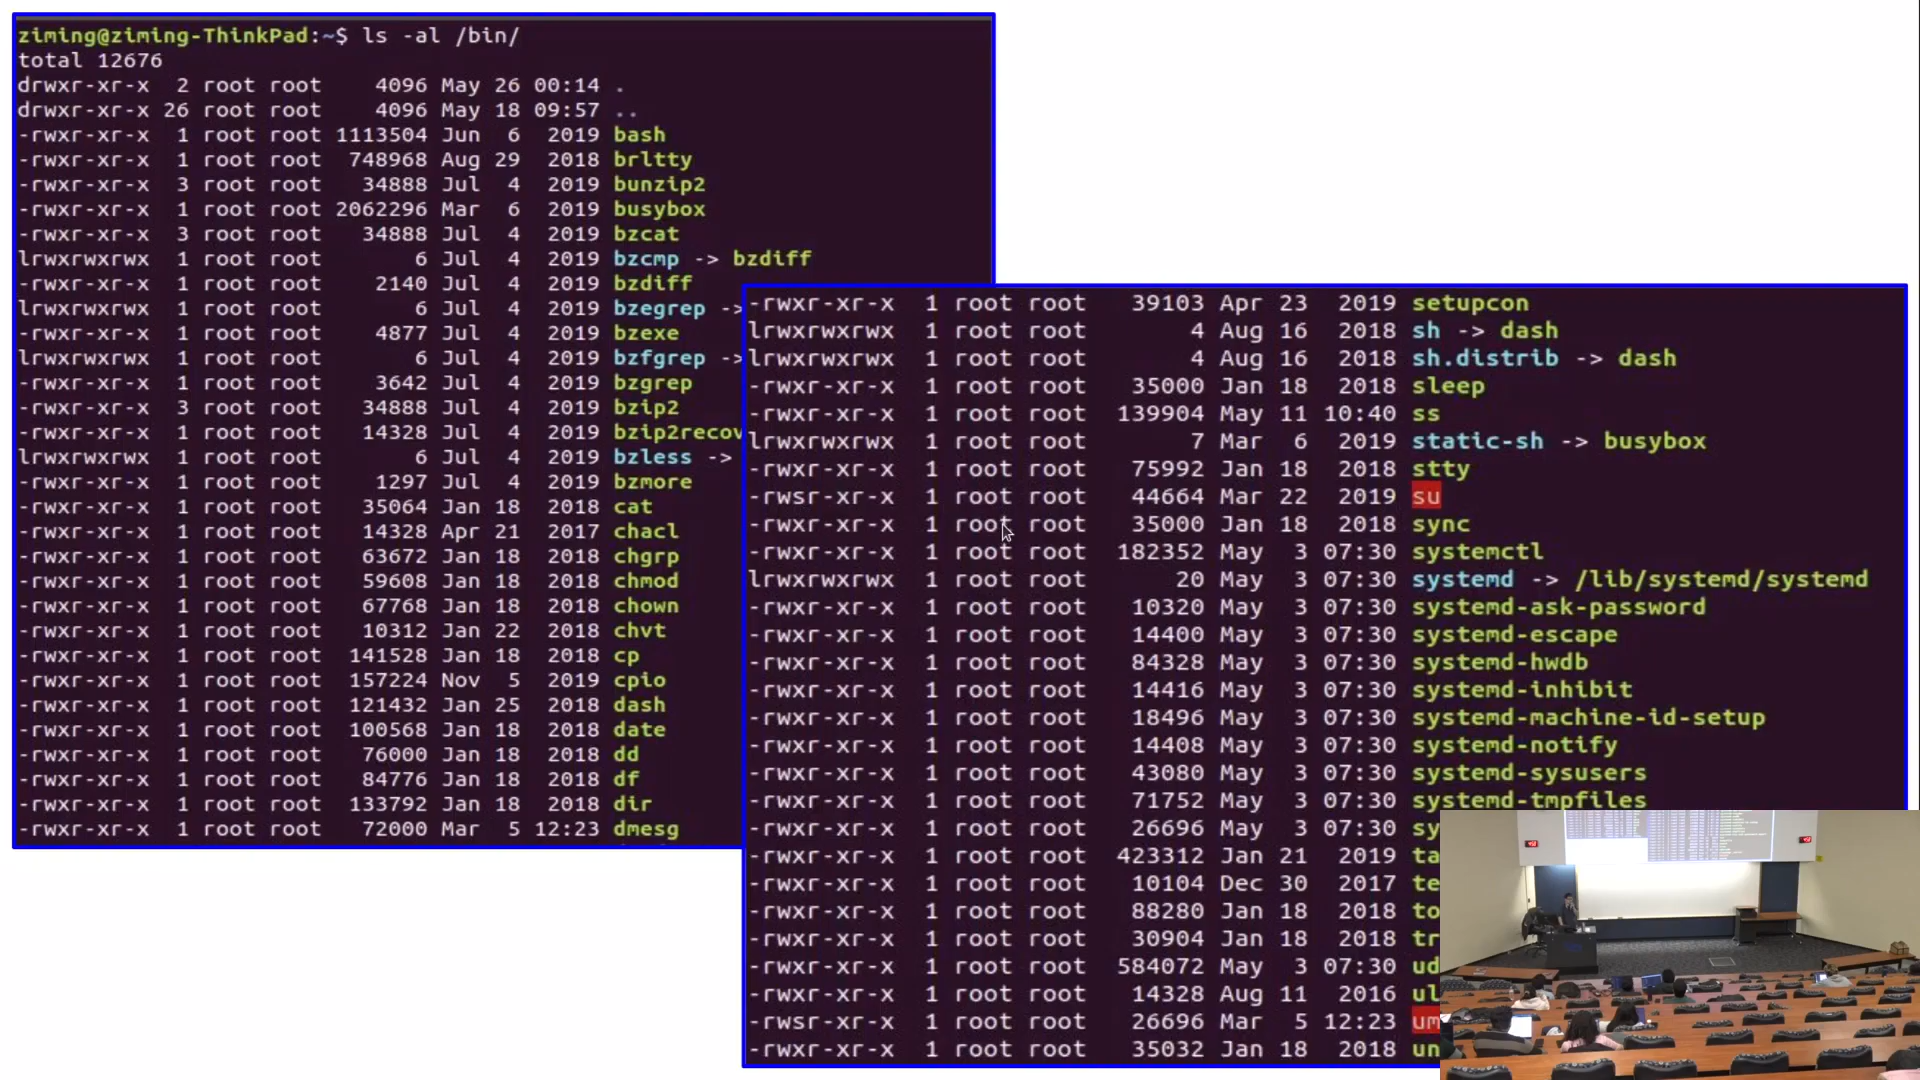 ziming@ziming-ThinkPad:~$ ls -al /bin/
total 12676
drwxr-xr-x 2 root root 4096 May 26 00:14 .
drwxr-xr-x 26 root root 4096 May 18 09:57 ..
-rwxr-xr-x 1 root root 1113504 Jun 6 2019 bash
-rwxr-xr-x 1 root root 748968 Aug 29 2018 brltty
-rwxr-xr-x 3 root root 34888 Jul 4 2019 bunzip2
-rwxr-xr-x 1 root root 2062296 Mar 6 2019 busybox
-rwxr-xr-x 3 root root 34888 Jul 4 2019 bzcat
lrwxrwxrwx 1 root root 6 Jul 4 2019 bzcmp -> bzdiff
-rwxr-xr-x 1 root root 2140 Jul 4 2019 bzdiff
lrwxrwxrwx 1 root root 6 Jul 4 2019 bzegrep ->
-rwxr-xr-x 1 root root 4877 Jul 4 2019 bzexe
lrwxrwxrwx 1 root root 6 Jul 4 2019 bzfgrep ->
-rwxr-xr-x 1 root root 3642 Jul 4 2019 bzgrep
-rwxr-xr-x 3 root root 34888 Jul 4 2019 bzip2
-rwxr-xr-x 1 root root 14328 Jul 4 2019 bzip2recov
lrwxrwxrwx 1 root root 6 Jul 4 2019 bzless ->
-rwxr-xr-x 1 root root 1297 Jul 4 2019 bzmore
-rwxr-xr-x 1 root root 35064 Jan 18 2018 cat
-rwxr-xr-x 1 root root 14328 Apr 21 2017 chacl
-rwxr-xr-x 1 root root 63672 Jan 18 2018 chgrp
-rwxr-xr-x 1 root root 59608 Jan 18 2018 chmod
-rwxr-xr-x 1 root root 67768 Jan 18 2018 chown
-rwxr-xr-x 1 root root 10312 Jan 22 2018 chvt
-rwxr-xr-x 1 root root 141528 Jan 18 2018 cp
-rwxr-xr-x 1 root root 157224 Nov 5 2019 cpio
-rwxr-xr-x 1 root root 121432 Jan 25 2018 dash
-rwxr-xr-x 1 root root 100568 Jan 18 2018 date
-rwxr-xr-x 1 root root 76000 Jan 18 2018 dd
-rwxr-xr-x 1 root root 84776 Jan 18 2018 df
-rwxr-xr-x 1 root root 133792 Jan 18 2018 dir
-rwxr-xr-x 1 root root 72000 Mar 5 12:23 dmesg
-rwxr-xr-x 1 root root 39103 Apr 23 2019 setupcon
lrwxrwxrwx 1 root root 4 Aug 16 2018 sh -> dash
lrwxrwxrwx 1 root root 4 Aug 16 2018 sh.distrib -> dash
-rwxr-xr-x 1 root root 35000 Jan 18 2018 sleep
-rwxr-xr-x 1 root root 139904 May 11 10:40 ss
lrwxrwxrwx 1 root root 7 Mar 6 2019 static-sh -> busybox
-rwxr-xr-x 1 root root 75992 Jan 18 2018 stty
-rwsr-xr-x 1 root root 44664 Mar 22 2019 su
-rwxr-xr-x 1 root root 35000 Jan 18 2018 sync
-rwxr-xr-x 1 root root 182352 May 3 07:30 systemctl
lrwxrwxrwx 1 root root 20 May 3 07:30 systemd -> /lib/systemd/systemd
-rwxr-xr-x 1 root root 10320 May 3 07:30 systemd-ask-password
-rwxr-xr-x 1 root root 14400 May 3 07:30 systemd-escape
-rwxr-xr-x 1 root root 84328 May 3 07:30 systemd-hwdb
-rwxr-xr-x 1 root root 14416 May 3 07:30 systemd-inhibit
-rwxr-xr-x 1 root root 18496 May 3 07:30 systemd-machine-id-setup
-rwxr-xr-x 1 root root 14408 May 3 07:30 systemd-notify
-rwxr-xr-x 1 root root 43080 May 3 07:30 systemd-sysusers
-rwxr-xr-x 1 root root 71752 May 3 07:30 systemd-tmpfiles
-rwxr-xr-x 1 root root 26696 May 3 07:30 sy
-rwxr-xr-x 1 root root 423312 Jan 21 2019 ta
-rwxr-xr-x 1 root root 10104 Dec 30 2017 te
-rwxr-xr-x 1 root root 88280 Jan 18 2018 to
-rwxr-xr-x 1 root root 30904 Jan 18 2018 tr
-rwxr-xr-x 1 root root 584072 May 3 07:30 ud
-rwxr-xr-x 1 root root 14328 Aug 11 2016 ul
-rwsr-xr-x 1 root root 26696 Mar 5 12:23 um
-rwxr-xr-x 1 root root 35032 Jan 18 2018 un